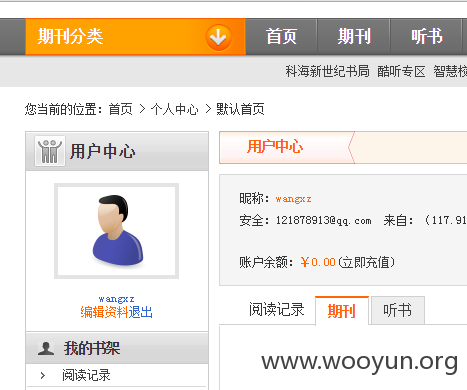 期刊分类 首页 期刊 听书
科海新世纪书局 酷听专区 智慧校
您当前的位置：首页 > 个人中心 > 默认首页
用户中心
用户中心
昵称：wangxz
安全：121878913@qq.com 来自：（117.91
账户余额：￥0.00(立即充值)
wangxz
编辑资料退出
阅读记录 期刊 听书
我的书架
> 阅读记录
www.wooyun.org